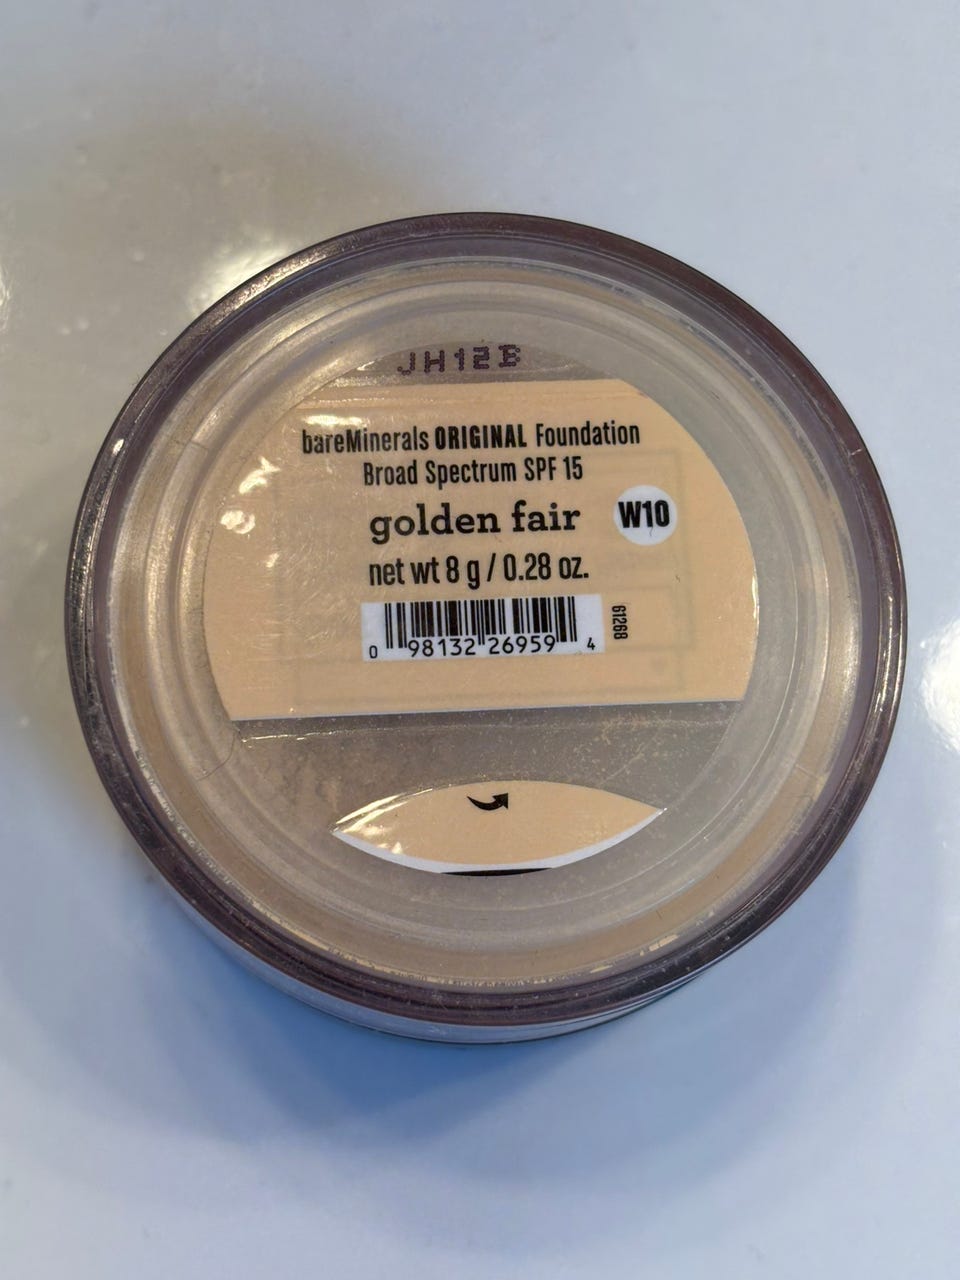 JH12B
bareMinerals ORIGINAL Foundation
Broad Spectrum SPF 15
golden fair W10
net wt 8 g / 0.28 oz.
61268
0 98132 26959 4